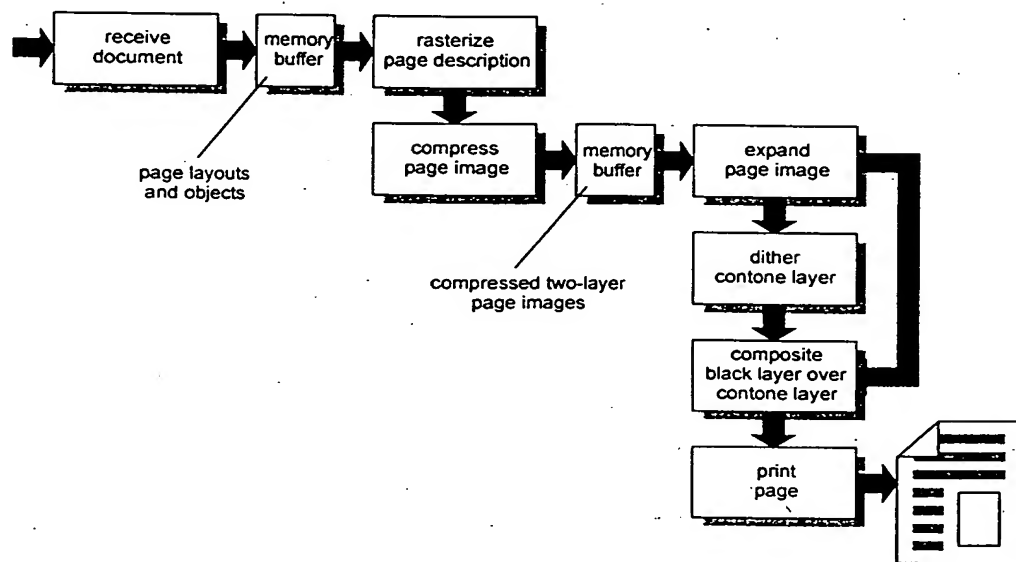 receive
document
memory
buffer
rasterize
page description
page layouts
and objects
compress
page image
memory
buffer
expand
page image
compressed two-layer
page images
dither
contone layer
composite
black layer over
contone layer
print
page